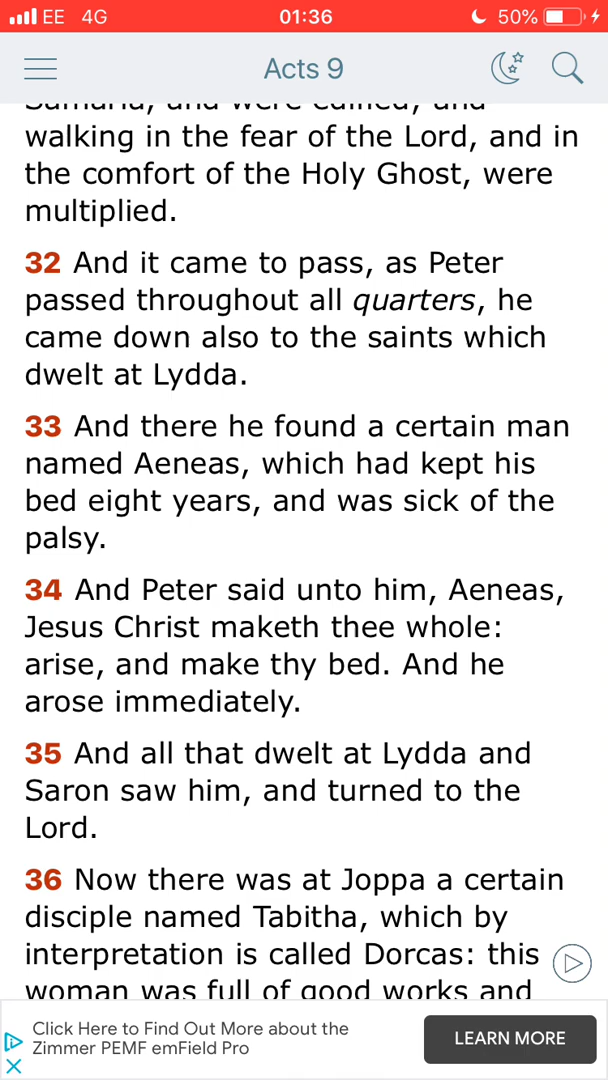 EE 4G 01:36 50%
Acts 9
Samaria, and were edified, and
walking in the fear of the Lord, and in
the comfort of the Holy Ghost, were
multiplied.
32 And it came to pass, as Peter
passed throughout all quarters, he
came down also to the saints which
dwelt at Lydda.
33 And there he found a certain man
named Aeneas, which had kept his
bed eight years, and was sick of the
palsy.
34 And Peter said unto him, Aeneas,
Jesus Christ maketh thee whole:
arise, and make thy bed. And he
arose immediately.
35 And all that dwelt at Lydda and
Saron saw him, and turned to the
Lord.
36 Now there was at Joppa a certain
disciple named Tabitha, which by
interpretation is called Dorcas: this
woman was full of good works and
Click Here to Find Out More about the
Zimmer PEMF emField Pro
LEARN MORE